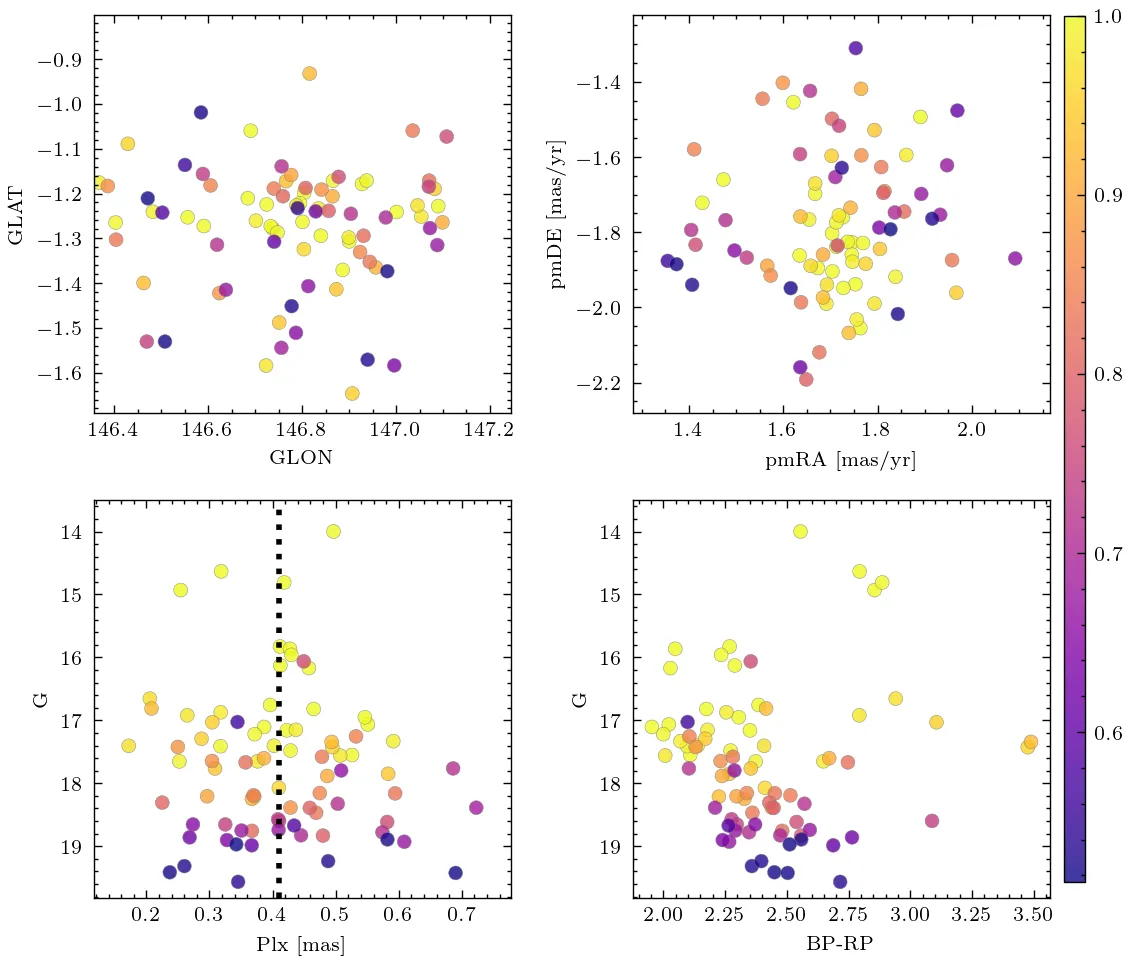 −0.9
−1.0
−1.1
−1.2
−1.3
−1.4
−1.5
−1.6
GLAT
146.4 146.6 146.8 147.0 147.2
GLON
−1.4
−1.6
−1.8
−2.0
−2.2
pmDE [mas/yr]
1.4 1.6 1.8 2.0
pmRA [mas/yr]
14
15
16
17
18
19
G
0.2 0.3 0.4 0.5 0.6 0.7
Plx [mas]
14
15
16
17
18
19
G
2.00 2.25 2.50 2.75 3.00 3.25 3.50
BP-RP
1.0
0.9
0.8
0.7
0.6